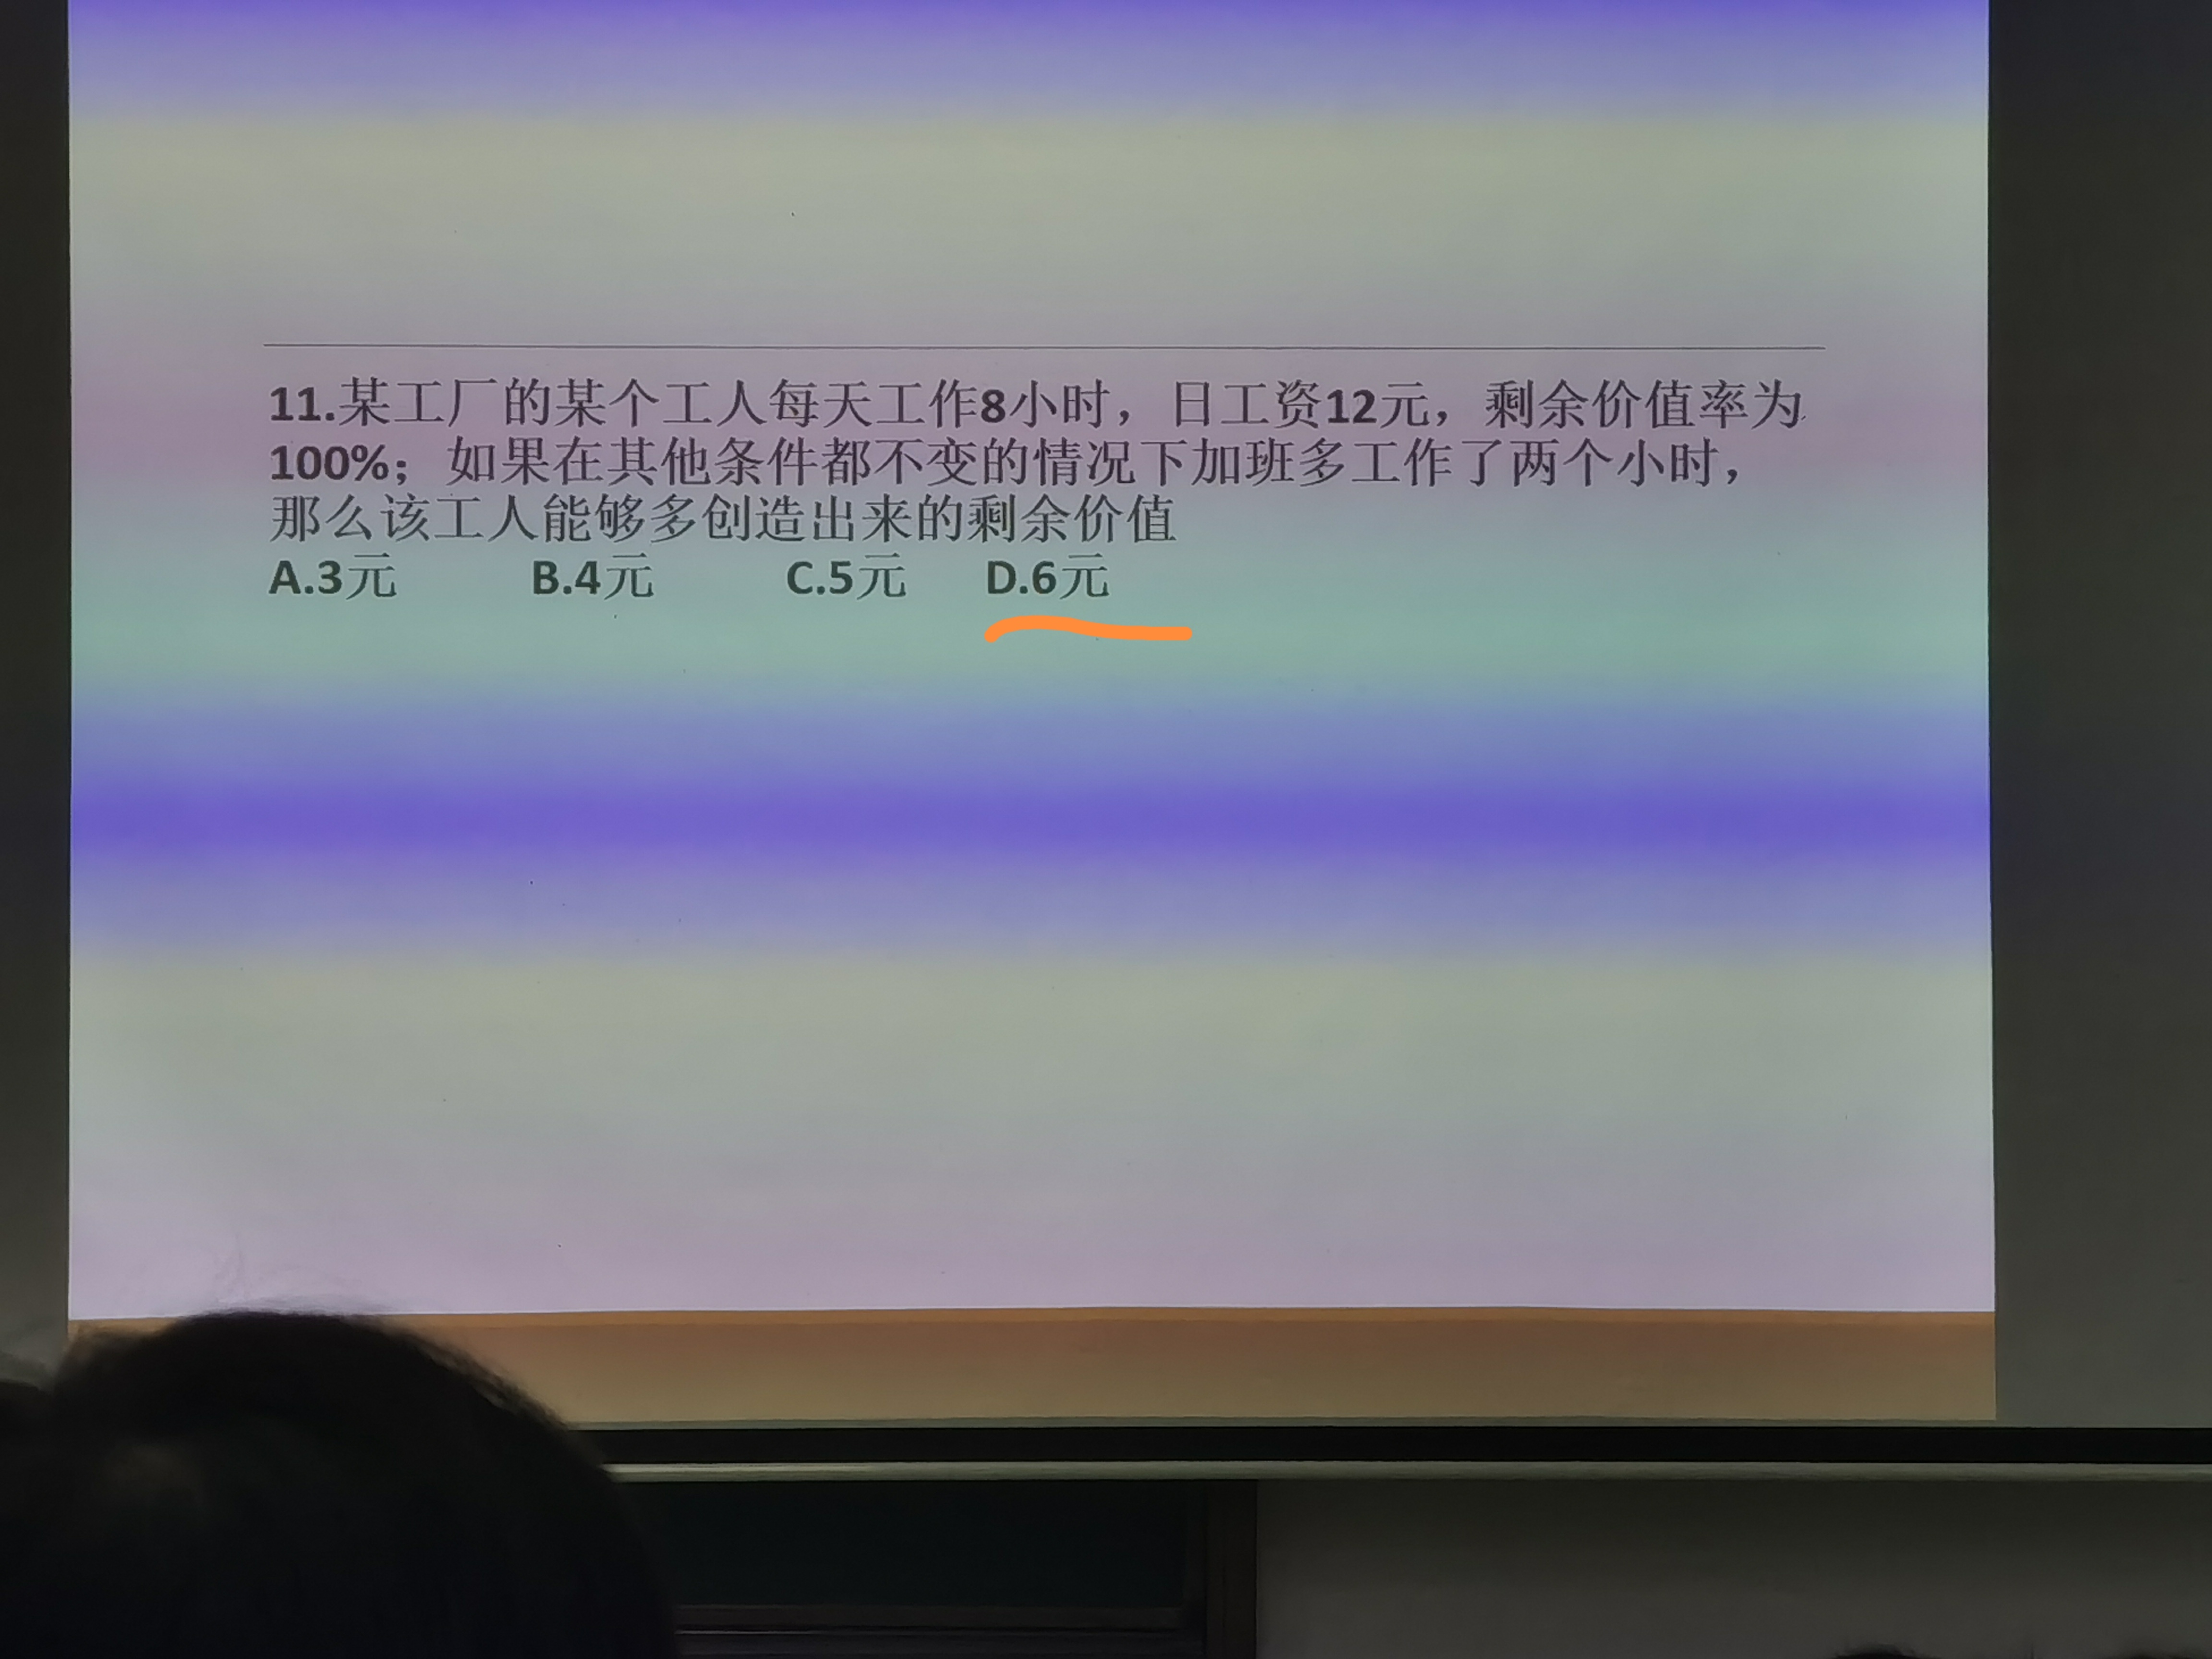 11.某工厂的某个工人每天工作8小时，日工资12元，剩余价值率为
100%；如果在其他条件都不变的情况下加班多工作了两个小时，
那么该工人能够多创造出来的剩余价值
A.3元 B.4元 C.5元 D.6元